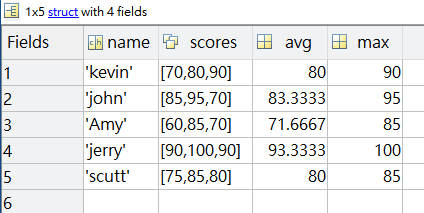 1x5 struct with 4 fields
Fields name scores avg max
1 'kevin' [70,80,90] 80 90
2 'john' [85,95,70] 83.3333 95
3 'Amy' [60,85,70] 71.6667 85
4 'jerry' [90,100,90] 93.3333 100
5 'scutt' [75,85,80] 80 85
6